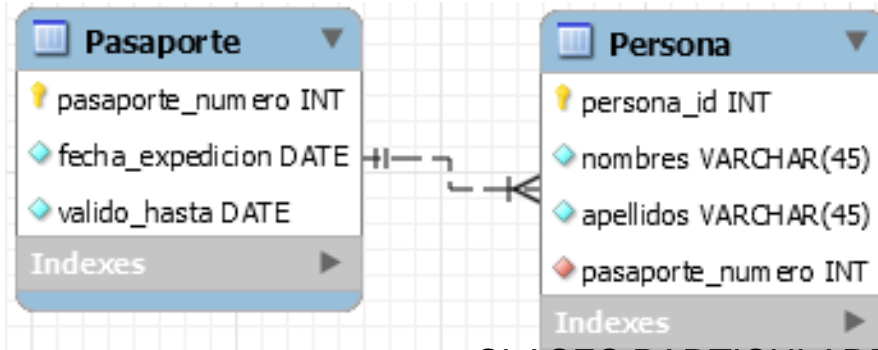 Pasaporte
pasaporte_numero INT
fecha_expedicion DATE
valido_hasta DATE
Indexes
Persona
persona_id INT
nombres VARCHAR(45)
apellidos VARCHAR(45)
pasaporte_numero INT
Indexes